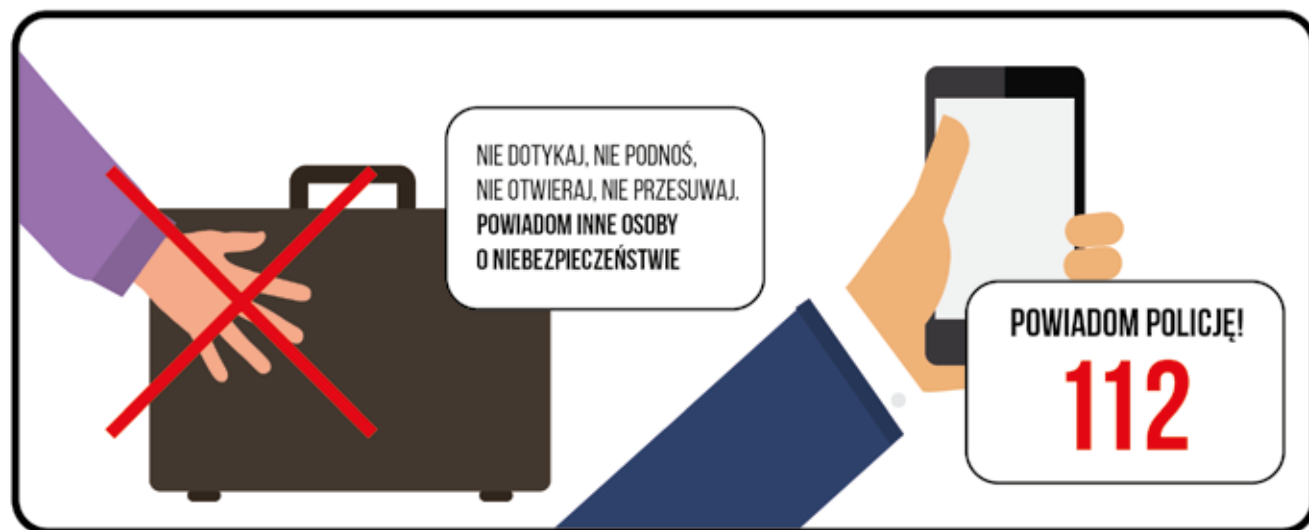 NIE DOTYKAJ, NIE PODNOŚ,
NIE OTWIERAJ, NIE PRZESUWAJ.
POWIADOM INNE OSOBY
O NIEBEZPIECZEŃSTWIE
POWIADOM POLICJĘ!
112